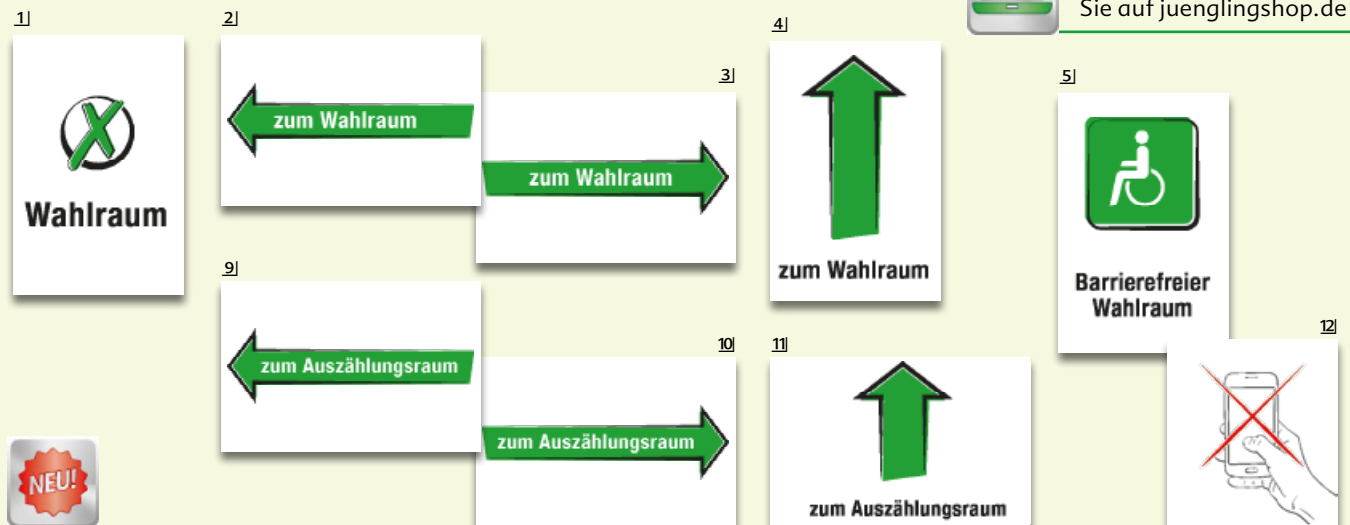 Sie auf juenglingshop.de
1|
Wahlraum
2|
zum Wahlraum
3|
zum Wahlraum
4|
zum Wahlraum
5|
Barrierefreier
Wahlraum
9|
zum Auszählungsraum
10|
zum Auszählungsraum
11|
zum Auszählungsraum
12|
NEU!